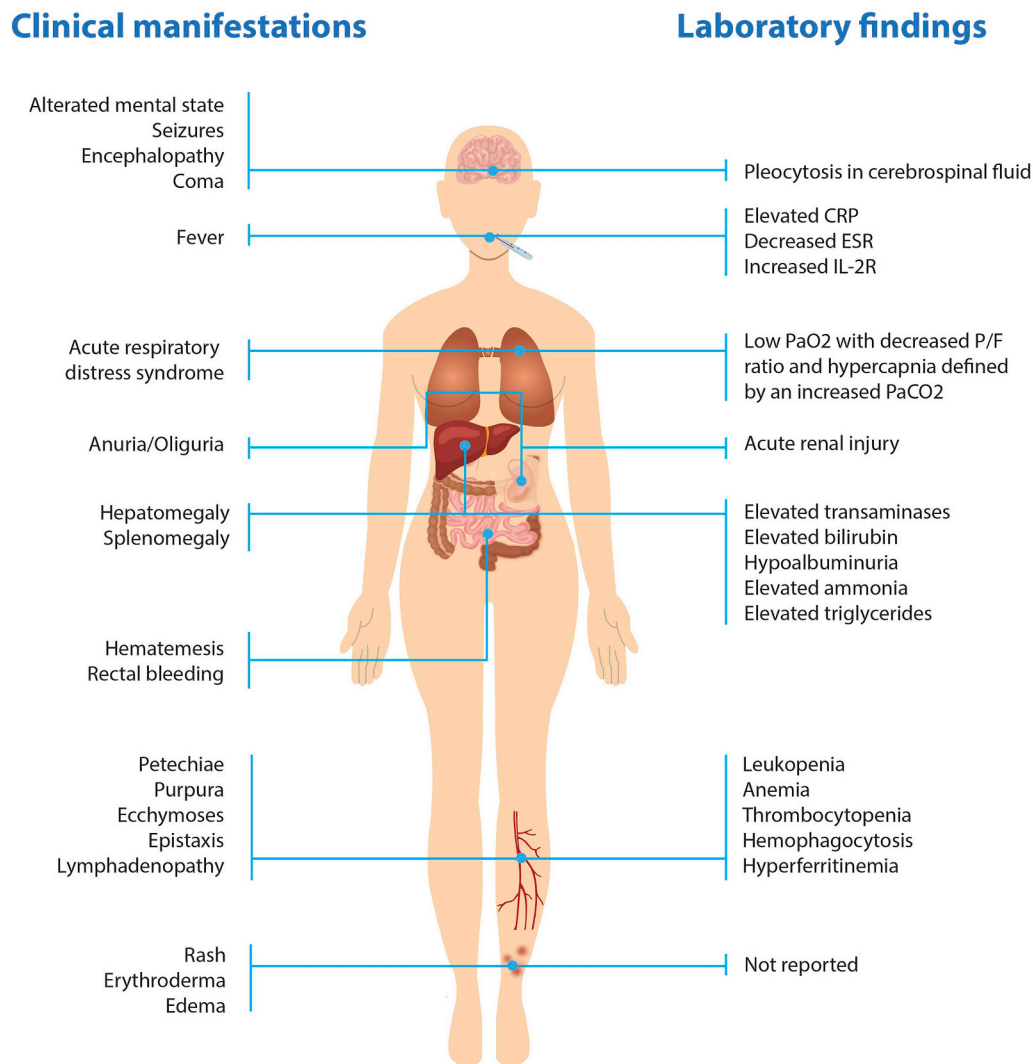 Clinical manifestations
Laboratory findings
Alterated mental state
Seizures
Encephalopathy
Coma
Pleocytosis in cerebrospinal fluid
Fever
Elevated CRP
Decreased ESR
Increased IL-2R
Acute respiratory
distress syndrome
Low PaO2 with decreased P/F
ratio and hypercapnia defined
by an increased PaCO2
Anuria/Oliguria
Acute renal injury
Hepatomegaly
Splenomegaly
Elevated transaminases
Elevated bilirubin
Hypoalbuminuria
Elevated ammonia
Elevated triglycerides
Hematemesis
Rectal bleeding
Petechiae
Purpura
Ecchymoses
Epistaxis
Lymphadenopathy
Leukopenia
Anemia
Thrombocytopenia
Hemophagocytosis
Hyperferritinemia
Rash
Erythroderma
Edema
Not reported